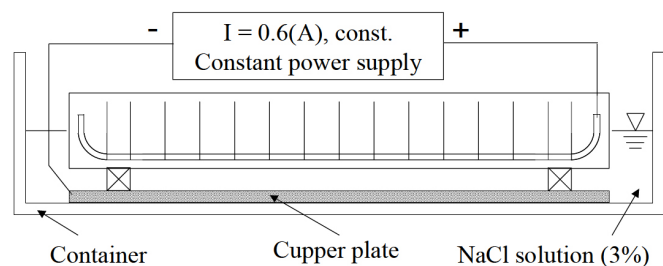 - I = 0.6(A), const. +
Constant power supply
Container Cupper plate NaCl solution (3%)